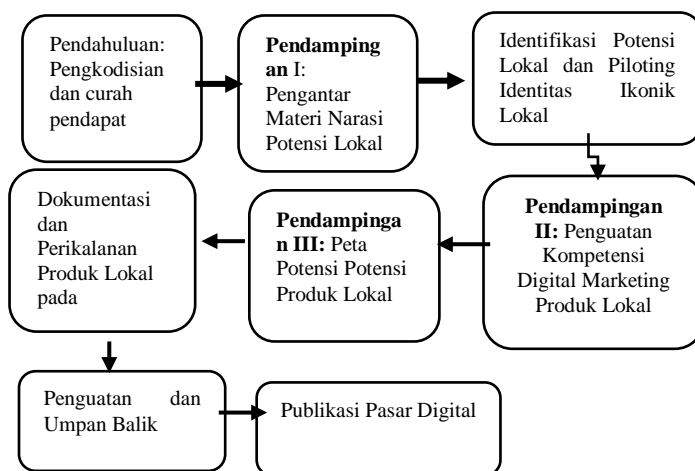 Pendahuluan:
Pengkodisian
dan curah
pendapat
Pendamping
an I:
Pengantar
Materi Narasi
Potensi Lokal
Identifikasi Potensi
Lokal dan Piloting
Identitas Ikonik
Lokal
Pendampingan
II: Penguatan
Kompetensi
Digital Marketing
Produk Lokal
Pendampinga
n III: Peta
Potensi Potensi
Produk Lokal
Dokumentasi
dan
Perikalanan
Produk Lokal
pada
Penguatan dan
Umpan Balik
Publikasi Pasar Digital